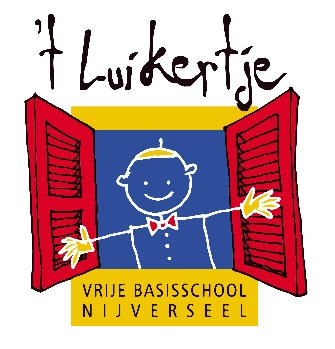 't Luikertje
VRIJE BASISSCHOOL
NIJVERSEEL